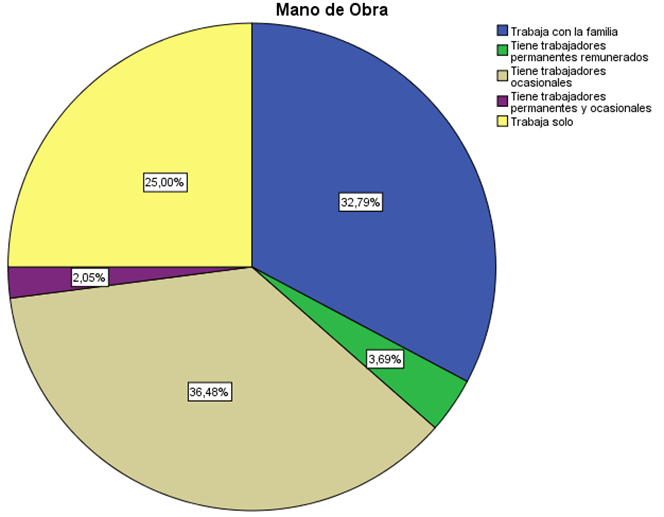 Mano de Obra
Trabaja con la familia
Tiene trabajadores
permanentes remunerados
Tiene trabajadores
ocasionales
Tiene trabajadores
permanentes y ocasionales
Trabaja solo
25,00%
32,79%
2,05%
3,69%
36,48%